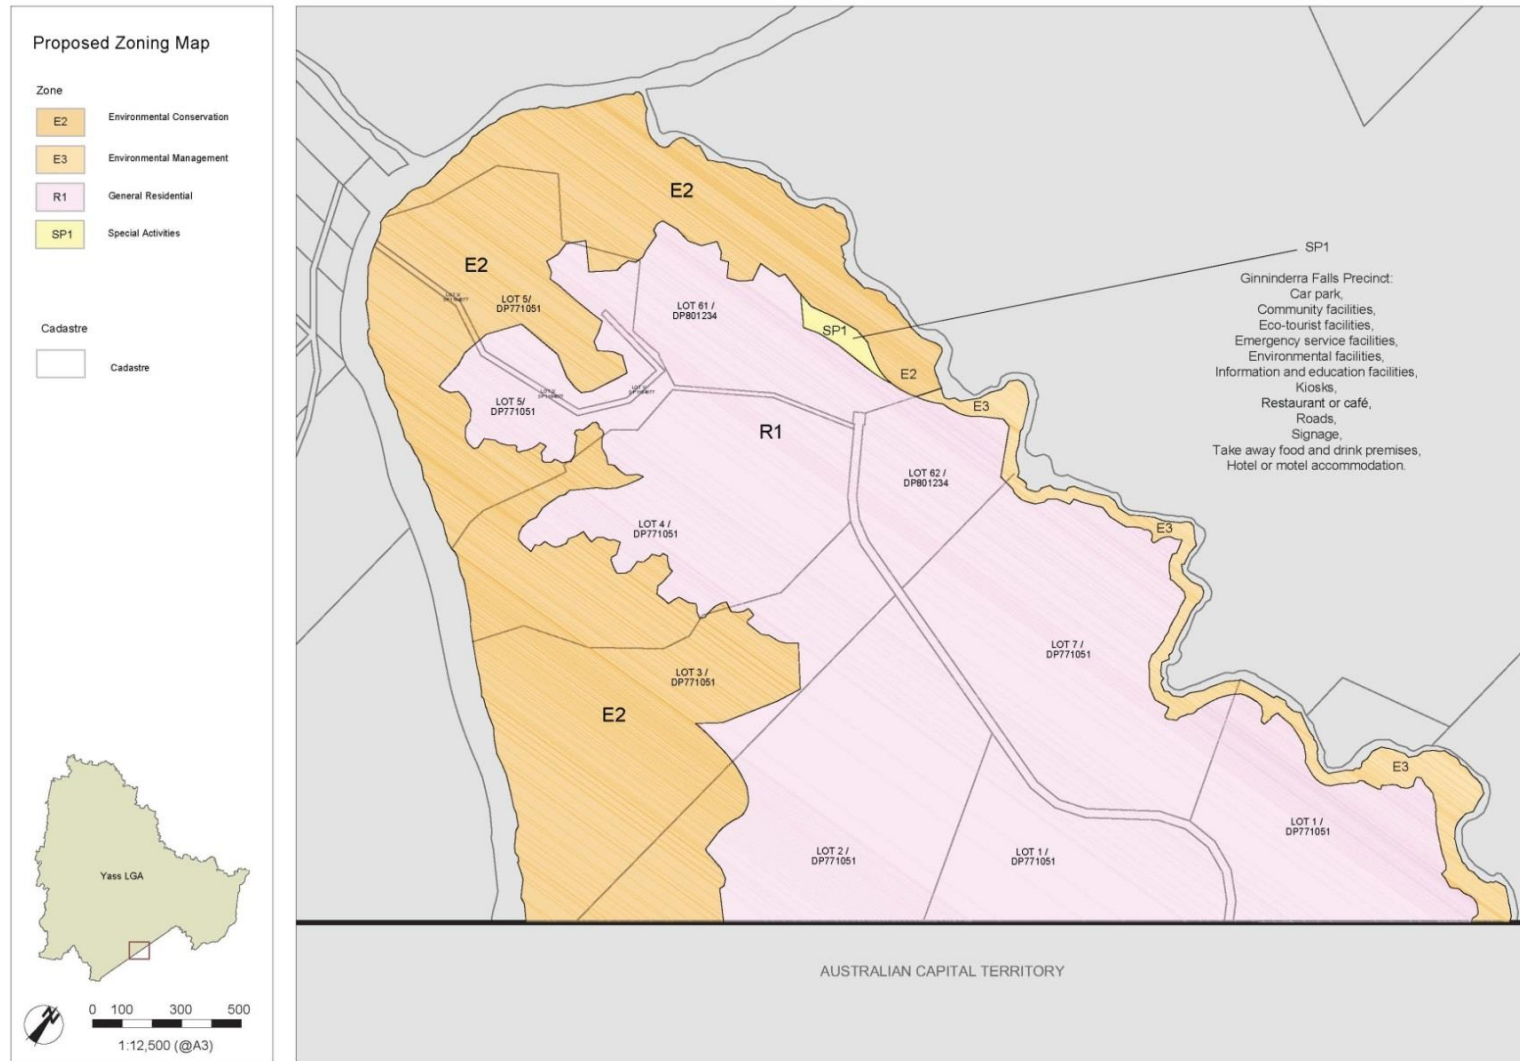 Proposed Zoning Map
Zone
E2 Environmental Conservation
E3 Environmental Management
R1 General Residential
SP1 Special Activities
Cadastre
Cadastre
Yass LGA
0 100 300 500
1:12,500 (@A3)
E2
E2
LOT 5/
DP771051
LOT 61 /
DP801234
SP1
SP1
Ginninderra Falls Precinct:
Car park,
Community facilities,
Eco-tourist facilities,
Emergency service facilities,
Environmental facilities,
Information and education facilities,
Kiosks,
Restaurant or café,
Roads,
Signage,
Take away food and drink premises,
Hotel or motel accommodation.
E2
E3
LOT 5/
DP771051
R1
LOT 62 /
DP801234
LOT 4 /
DP771051
E3
LOT 7 /
DP771051
LOT 3 /
DP771051
E2
E3
LOT 2 /
DP771051
LOT 1 /
DP771051
LOT 1 /
DP771051
AUSTRALIAN CAPITAL TERRITORY